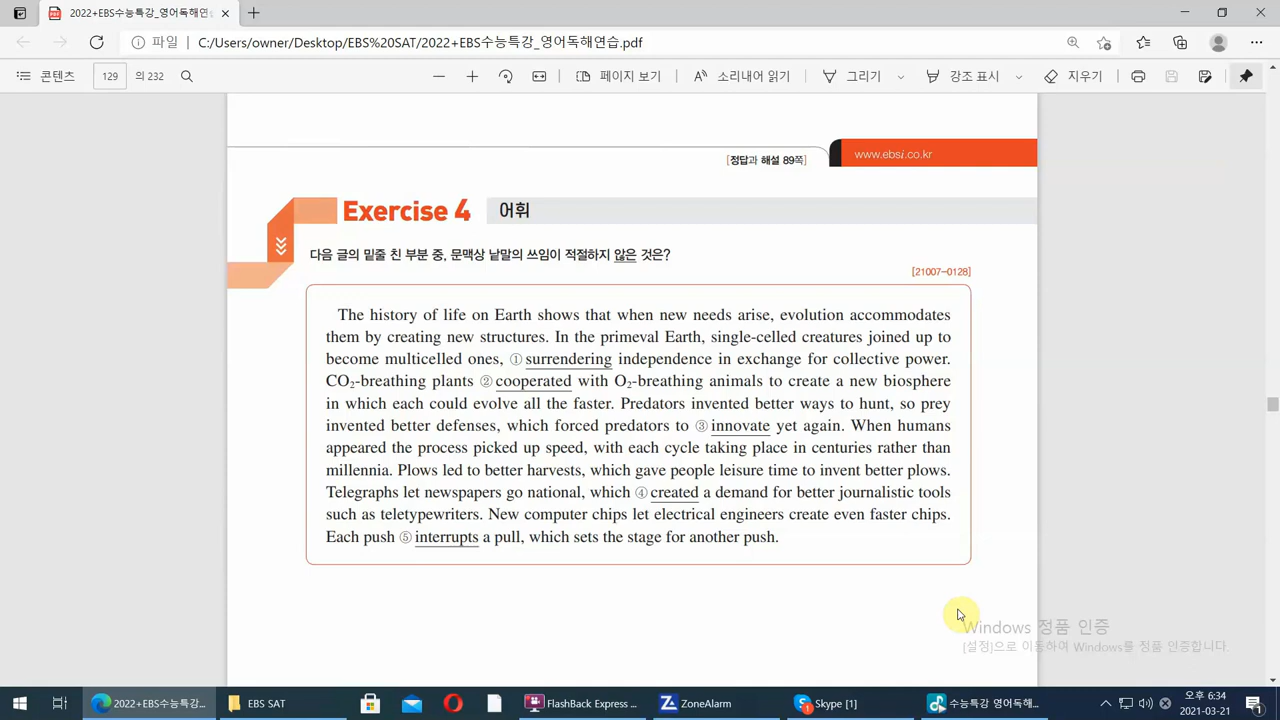 2022+EBS수능특강_영어독해연
파일
C:/Users/owner/Desktop/EBS%20SAT/2022+EBS수능특강_영어독해연습.pdf
콘텐츠
129
의 232
페이지 보기
소리내어 읽기
그리기
강조 표시
지우기
[정답과 해설 89쪽]
www.ebsi.co.kr
Exercise 4
어휘
다음 글의 밑줄 친 부분 중, 문맥상 낱말의 쓰임이 적절하지 않은 것은?
[21007-0128]
The history of life on Earth shows that when new needs arise, evolution accommodates
them by creating new structures. In the primeval Earth, single-celled creatures joined up to
become multicelled ones, ① surrendering independence in exchange for collective power.
CO₂-breathing plants ② cooperated with O₂-breathing animals to create a new biosphere
in which each could evolve all the faster. Predators invented better ways to hunt, so prey
invented better defenses, which forced predators to ③ innovate yet again. When humans
appeared the process picked up speed, with each cycle taking place in centuries rather than
millennia. Plows led to better harvests, which gave people leisure time to invent better plows.
Telegraphs let newspapers go national, which ④ created a demand for better journalistic tools
such as teletypewriters. New computer chips let electrical engineers create even faster chips.
Each push ⑤ interrupts a pull, which sets the stage for another push.
Windows 정품 인증
[설정]으로 이동하여 Windows를 정품 인증합니다.
2022+EBS수능특강_영...
EBS SAT
FlashBack Express ...
ZoneAlarm
Skype [1]
수능특강 영어독해...
오후 6:34
2021-03-21